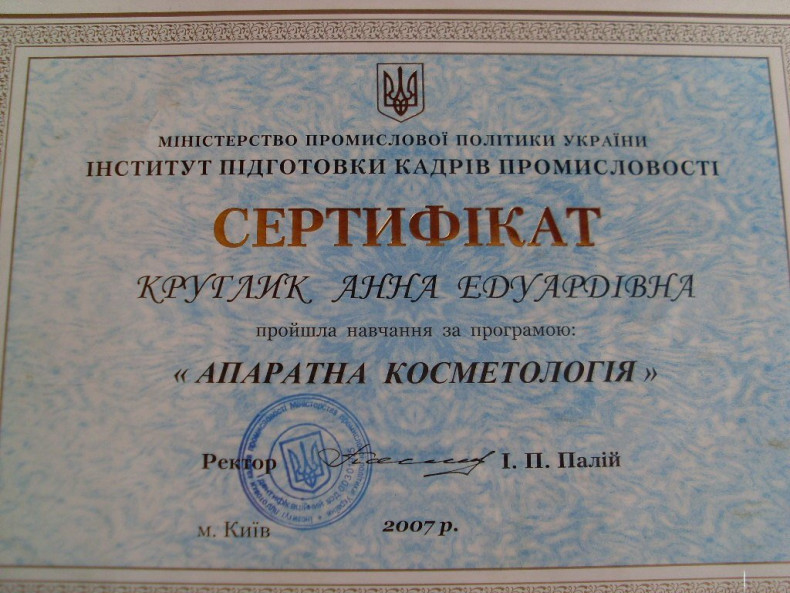 МІНІСТЕРСТВО ПРОМИСЛОВОЇ ПОЛІТИКИ УКРАЇНИ
ІНСТИТУТ ПІДГОТОВКИ КАДРІВ ПРОМИСЛОВОСТІ
СЕРТИФІКАТ
КРУГЛИК АННА ЕДУАРДІВНА
пройшла навчання за програмою:
« АПАРАТНА КОСМЕТОЛОГІЯ »
Ректор І. П. Палій
м. Київ 2007 р.